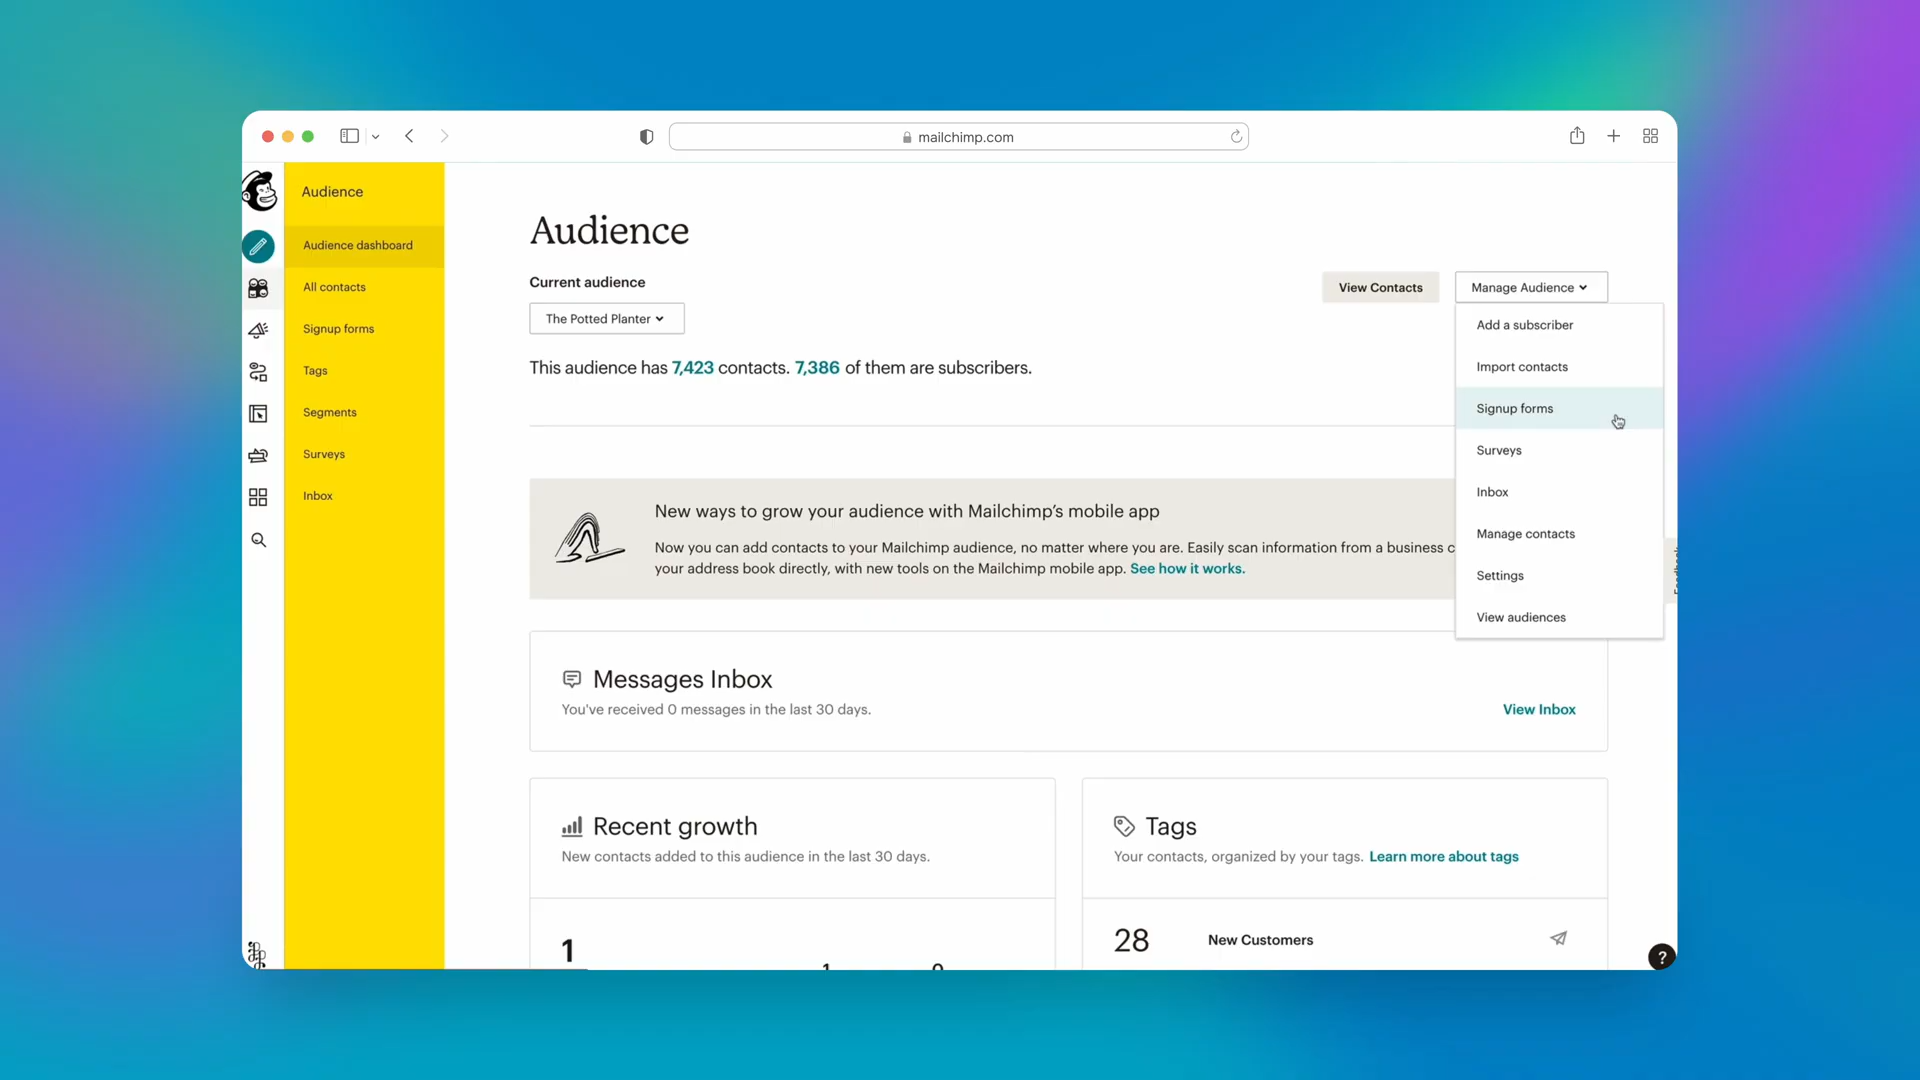 mailchimp.com
Audience
Audience dashboard
All contacts
Signup forms
Tags
Segments
Surveys
Inbox
Audience
Current audience
The Potted Planter
View Contacts
Manage Audience
Add a subscriber
Import contacts
Signup forms
Surveys
Inbox
Manage contacts
Settings
View audiences
This audience has 7,423 contacts. 7,386 of them are subscribers.
New ways to grow your audience with Mailchimp's mobile app
Now you can add contacts to your Mailchimp audience, no matter where you are. Easily scan information from a business c
your address book directly, with new tools on the Mailchimp mobile app. See how it works.
Messages Inbox
You've received 0 messages in the last 30 days.
View Inbox
Recent growth
New contacts added to this audience in the last 30 days.
1
Tags
Your contacts, organized by your tags. Learn more about tags
28 New Customers
?